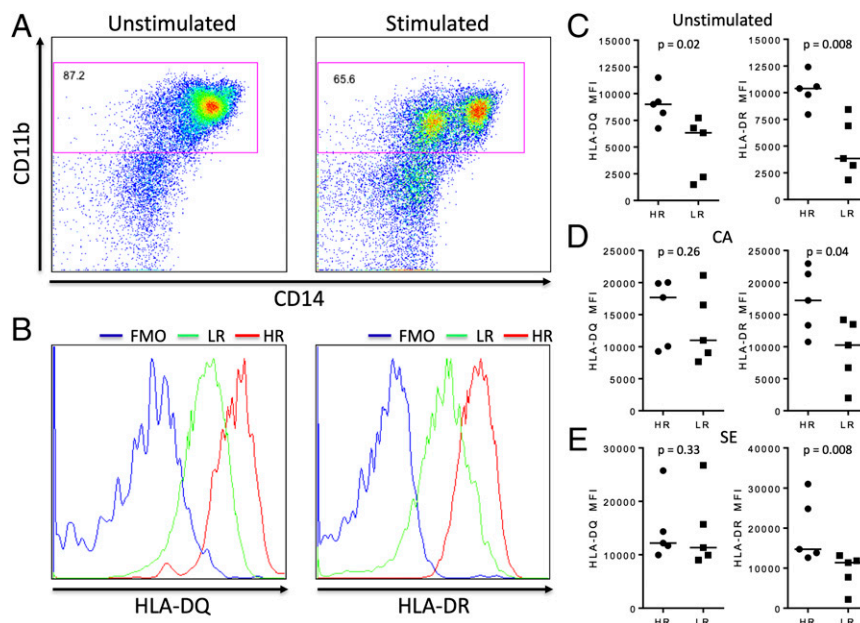 A
Unstimulated
Stimulated
87.2
65.6
CD11b
CD14
B
FMO LR HR
FMO LR HR
HLA-DQ
HLA-DR
C
Unstimulated
p = 0.02
HLA-DQ MFI
15000
12500
10000
7500
5000
2500
0
HR LR
p = 0.008
HLA-DR MFI
15000
12500
10000
7500
5000
2500
0
HR LR
D
CA
p = 0.26
HLA-DQ MFI
25000
20000
15000
10000
5000
0
HR LR
p = 0.04
HLA-DR MFI
25000
20000
15000
10000
5000
0
HR LR
E
SE
p = 0.33
HLA-DQ MFI
30000
20000
10000
0
HR LR
p = 0.008
HLA-DR MFI
40000
30000
20000
10000
0
HR LR